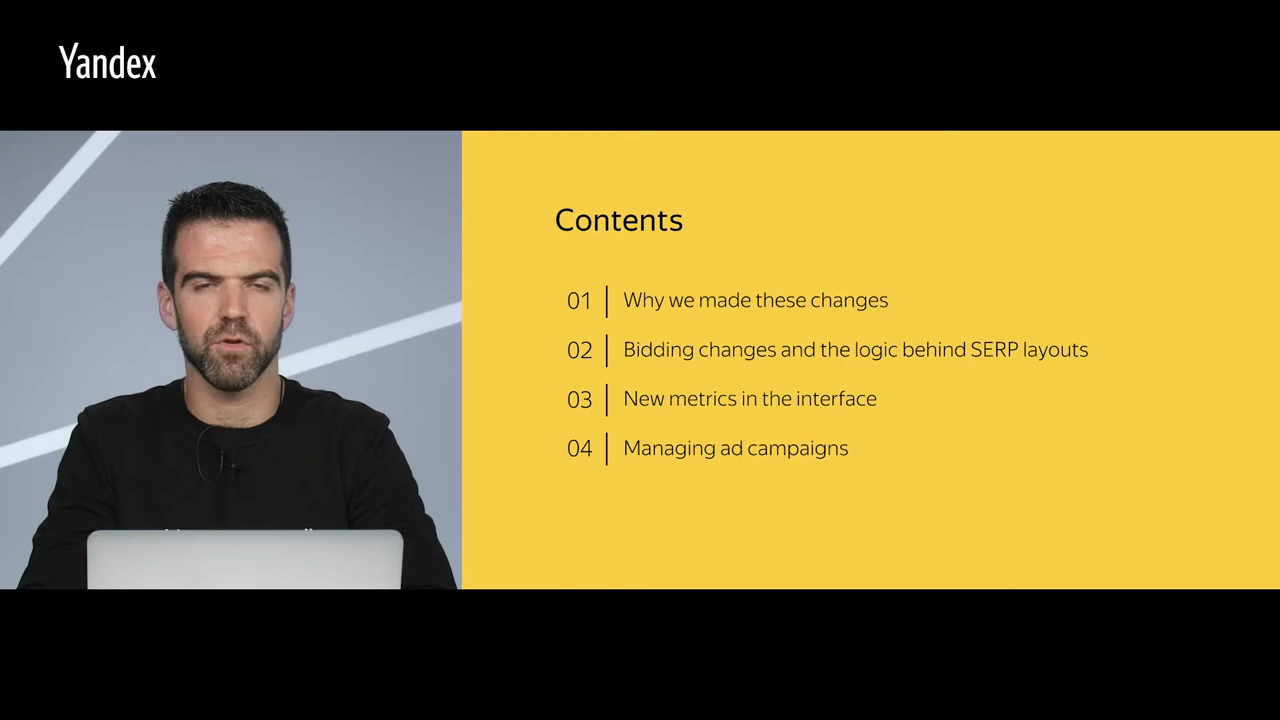 Yandex
Contents
01 Why we made these changes
02 Bidding changes and the logic behind SERP layouts
03 New metrics in the interface
04 Managing ad campaigns